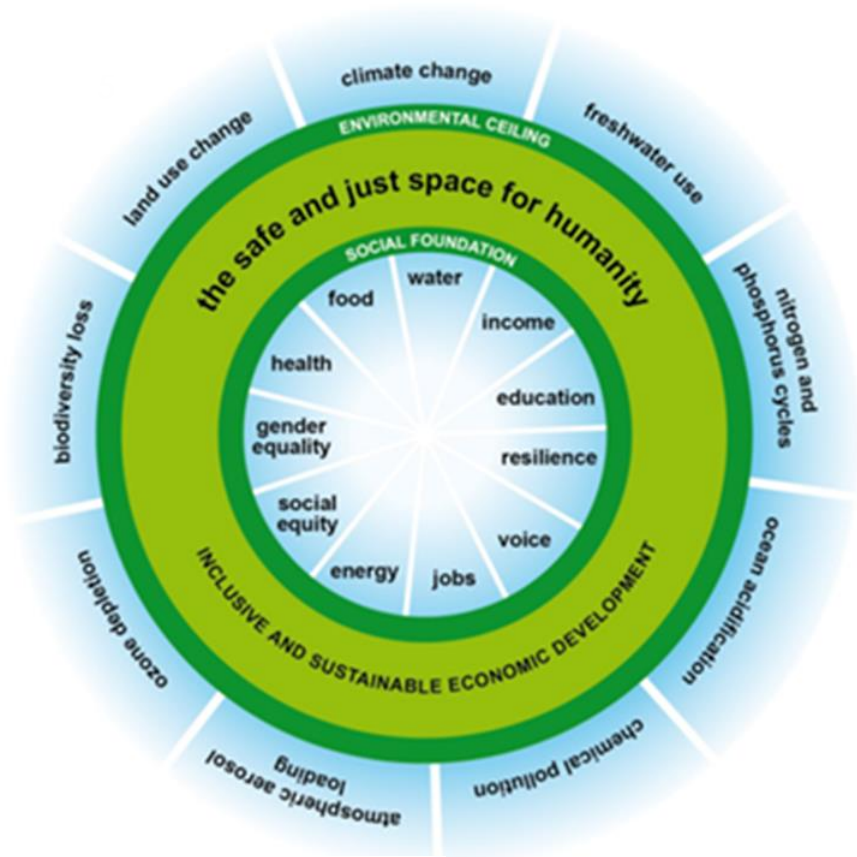 climate change
freshwater use
nitrogen and
phosphorus cycles
ocean acidification
chemical pollution
atmospheric aerosol
loading
ozone depletion
biodiversity loss
land use change
ENVIRONMENTAL CEILING
the safe and just space for humanity
SOCIAL FOUNDATION
water
income
education
resilience
voice
jobs
energy
social
equity
gender
equality
health
food
INCLUSIVE AND SUSTAINABLE ECONOMIC DEVELOPMENT